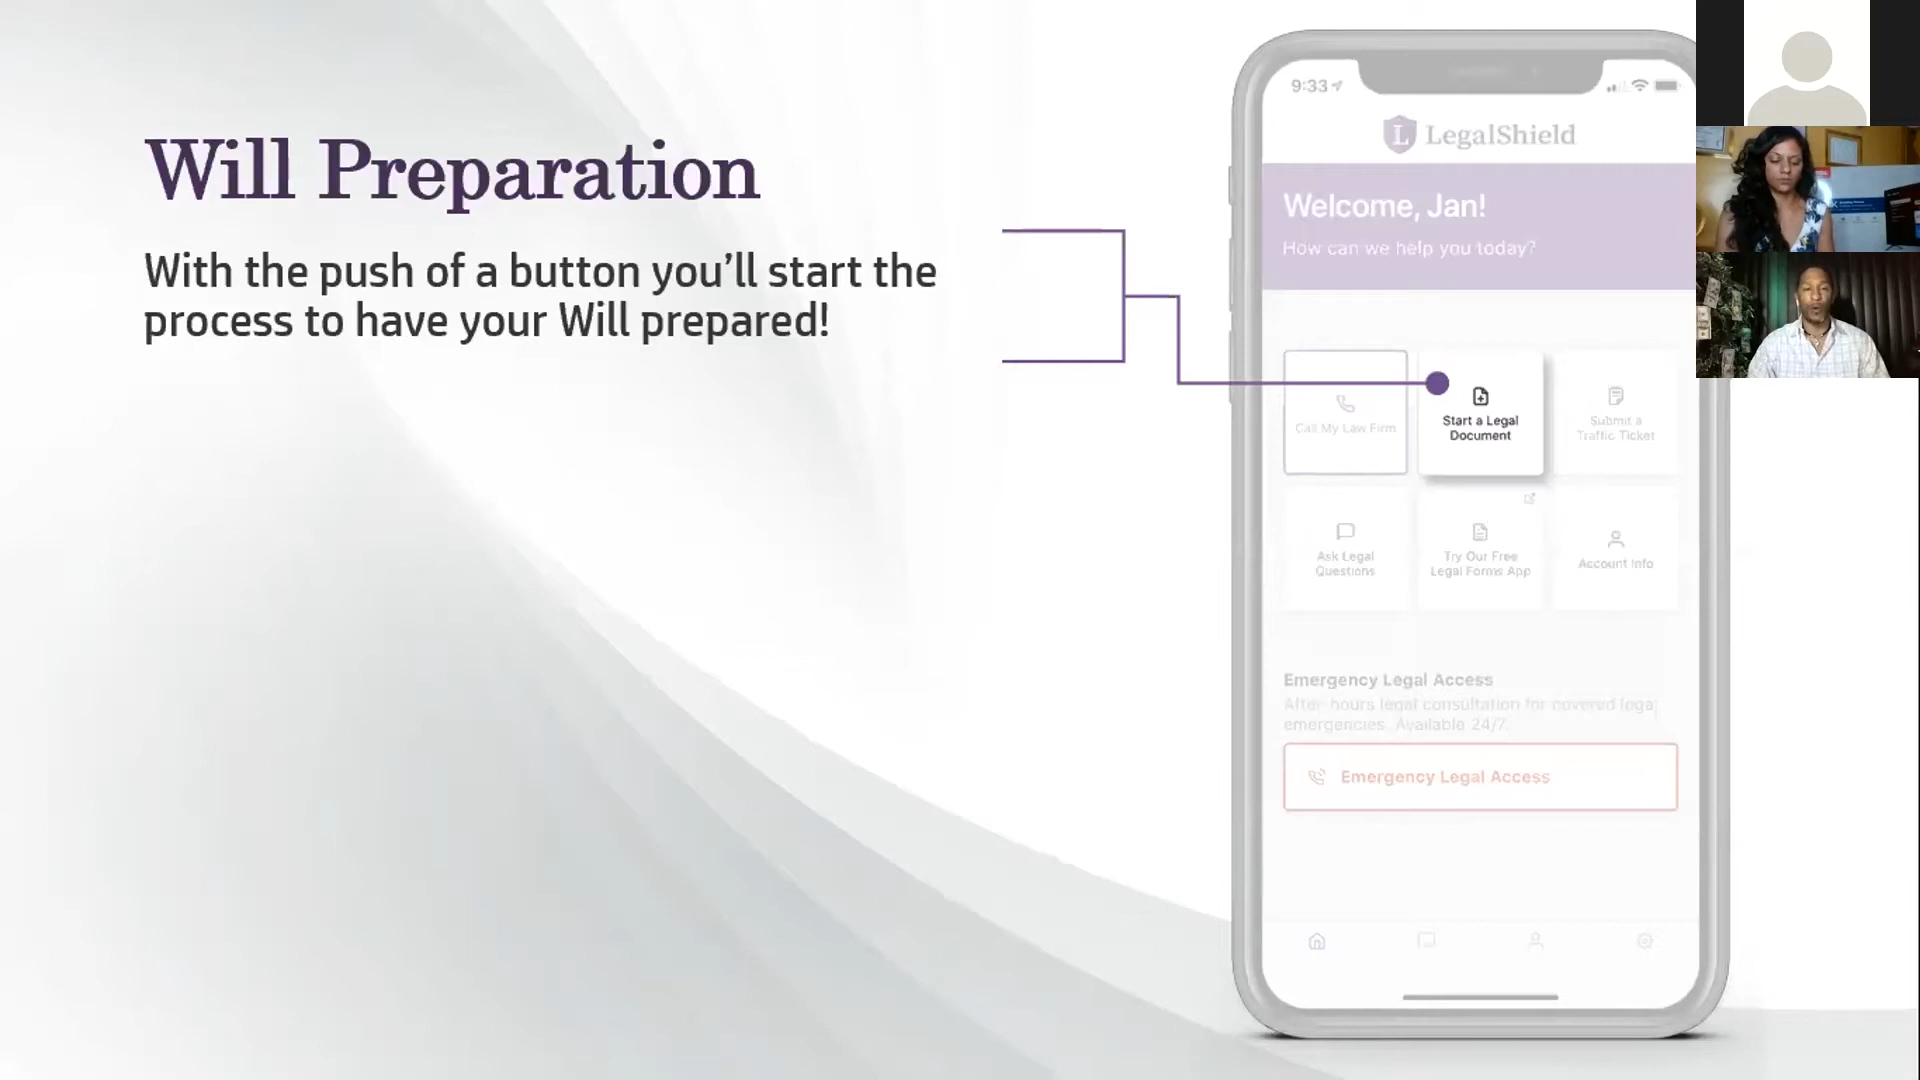 Will Preparation
With the push of a button you’ll start the
process to have your Will prepared!
9:33
L LegalShield
Welcome, Jan!
How can we help you today?
Call My Law Firm
Start a Legal
Document
Submit a
Traffic Ticket
Ask Legal
Questions
Try Our Free
Legal Forms App
Account Info
Emergency Legal Access
After-hours legal consultation for covered legal
emergencies. Available 24/7.
Emergency Legal Access